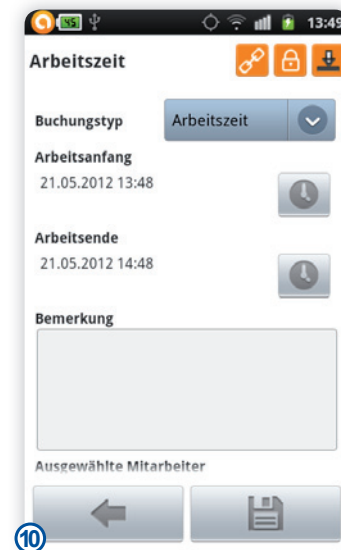 45 13:49
Arbeitszeit
Buchungstyp Arbeitszeit
Arbeitsanfang
21.05.2012 13:48
Arbeitsende
21.05.2012 14:48
Bemerkung
Ausgewählte Mitarbeiter
10